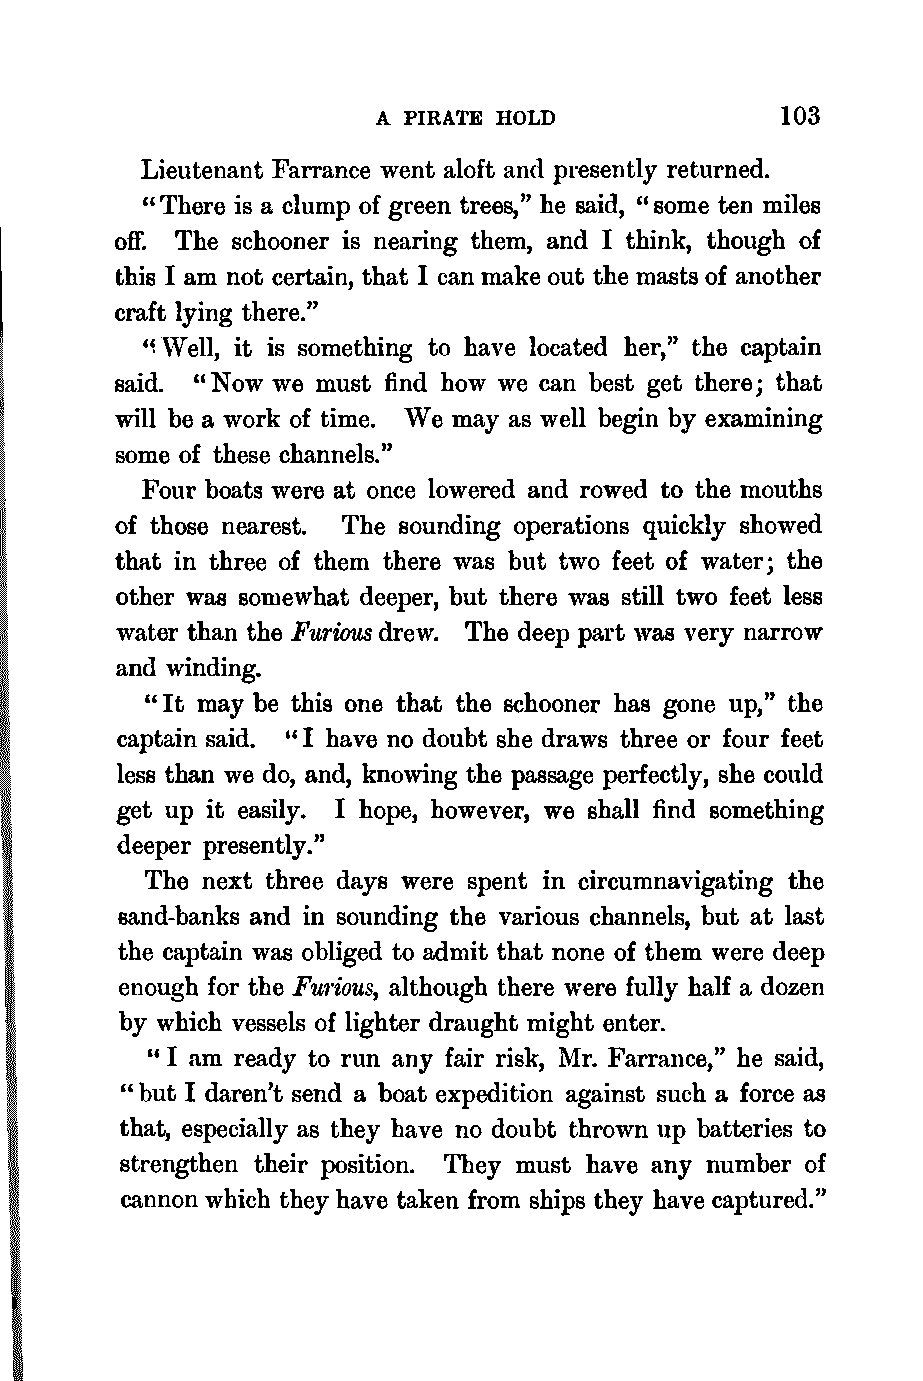 A PIRATE HOLD 103
Lieutenant Farrance went aloft and presently returned.
"There is a clump of green trees," he said, "some ten miles
off. The schooner is nearing them, and I think, though of
this I am not certain, that I can make out the masts of another
craft lying there."
"Well, it is something to have located her," the captain
said. "Now we must find how we can best get there; that
will be a work of time. We may as well begin by examining
some of these channels."
Four boats were at once lowered and rowed to the mouths
of those nearest. The sounding operations quickly showed
that in three of them there was but two feet of water; the
other was somewhat deeper, but there was still two feet less
water than the Furious drew. The deep part was very narrow
and winding.
"It may be this one that the schooner has gone up," the
captain said. "I have no doubt she draws three or four feet
less than we do, and, knowing the passage perfectly, she could
get up it easily. I hope, however, we shall find something
deeper presently."
The next three days were spent in circumnavigating the
sand-banks and in sounding the various channels, but at last
the captain was obliged to admit that none of them were deep
enough for the Furious, although there were fully half a dozen
by which vessels of lighter draught might enter.
"I am ready to run any fair risk, Mr. Farrance," he said,
"but I daren't send a boat expedition against such a force as
that, especially as they have no doubt thrown up batteries to
strengthen their position. They must have any number of
cannon which they have taken from ships they have captured."